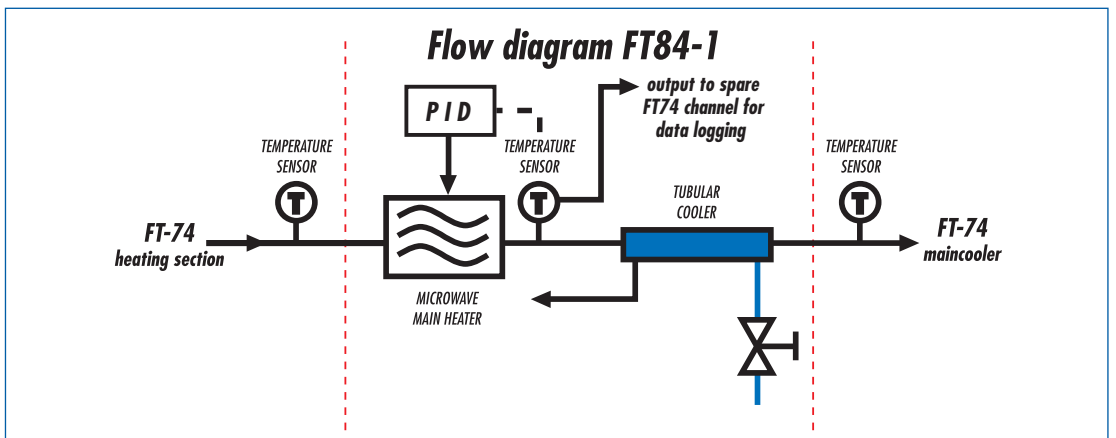 Flow diagram FT84-1
PID
output to spare
FT74 channel for
data logging
TEMPERATURE
SENSOR
T
TEMPERATURE
SENSOR
T
TEMPERATURE
SENSOR
T
TUBULAR
COOLER
FT-74
heating section
FT-74
maincooler
MICROWAVE
MAIN HEATER